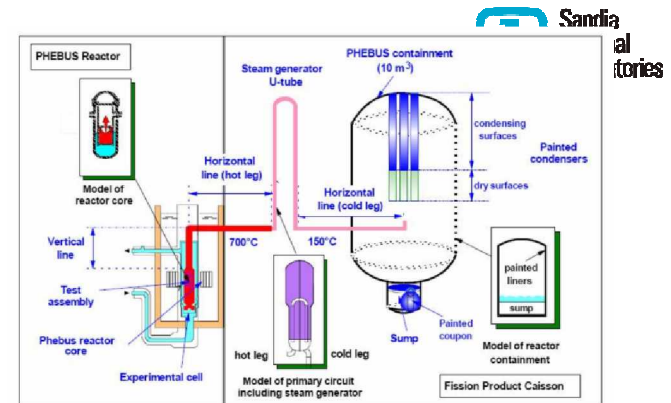 Sandia
al
tories
PHEBUS Reactor
Model of
reactor core
Vertical
line
Test
assembly
Phebus reactor
core
Experimental cell
Horizontal
line (hot leg)
700°C
Steam generator
U-tube
Horizontal
line (cold leg)
150°C
hot leg
cold leg
Model of primary circuit
including steam generator
PHEBUS containment
(10 m³)
condensing
surfaces
dry surfaces
Painted
condensers
Sump
Painted
coupon
painted
liners
sump
Model of reactor
containment
Fission Product Caisson